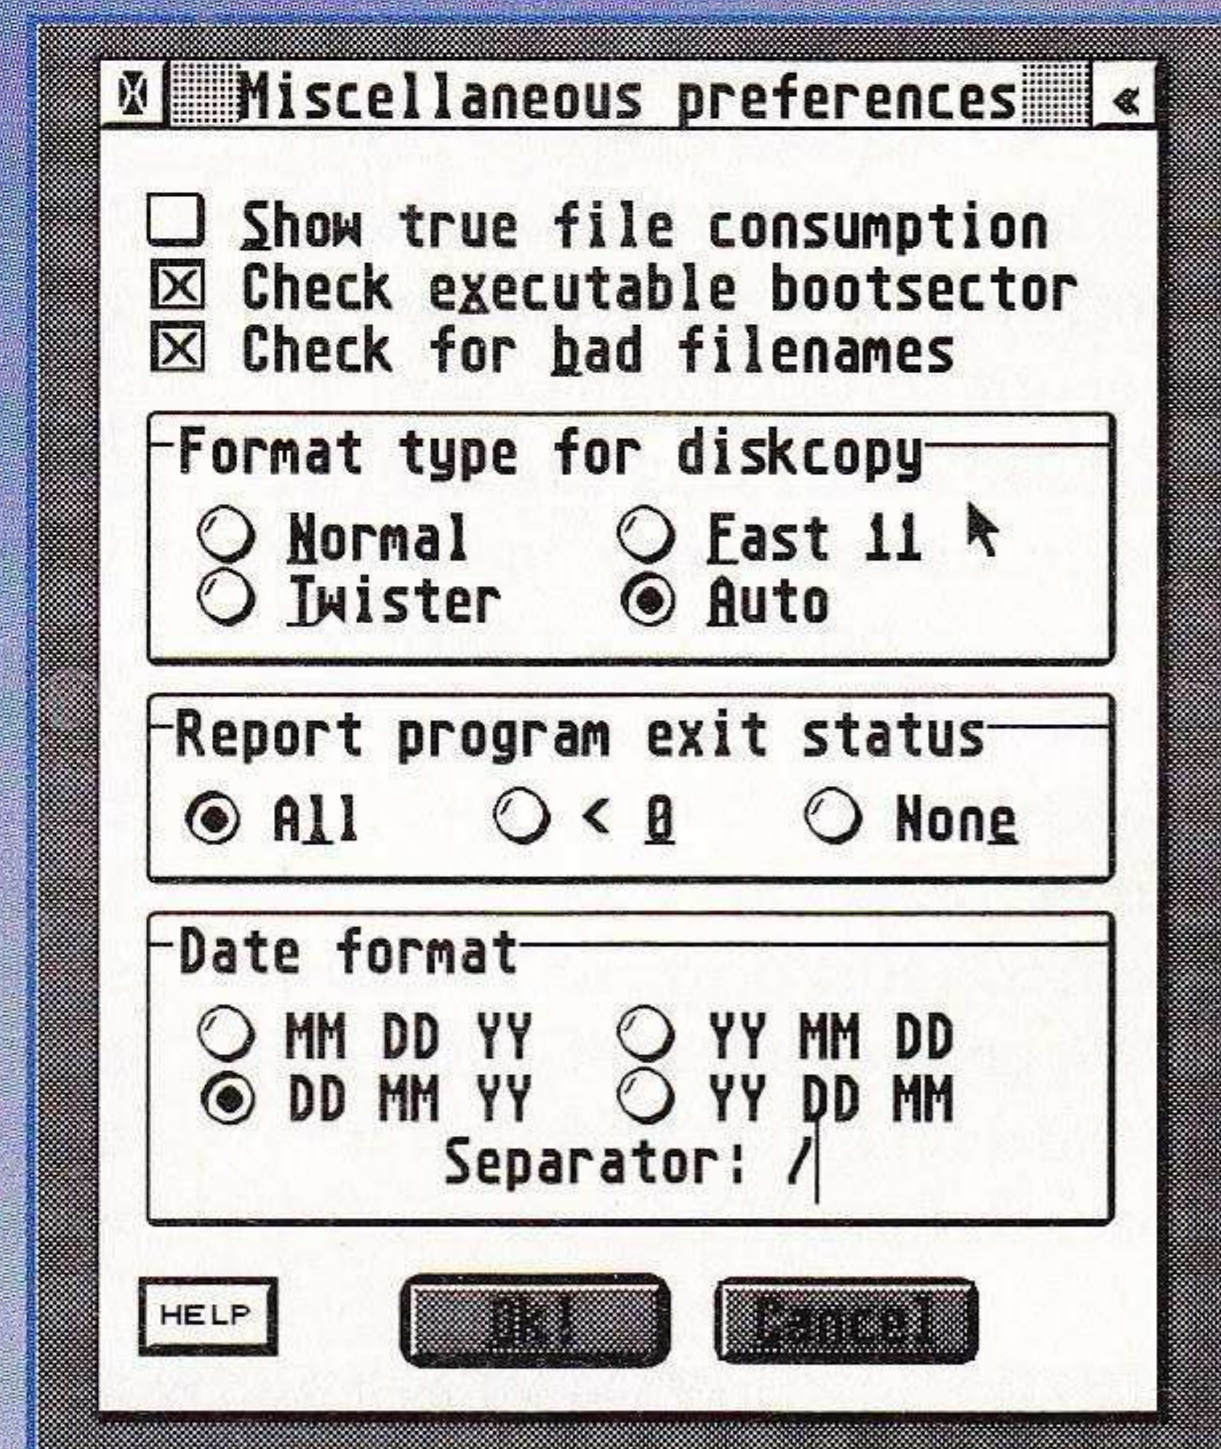 Miscellaneous preferences
Show true file consumption
Check executable bootsector
Check for bad filenames
Format type for diskcopy
Normal Fast 11
Twister Auto
Report program exit status
All < 0 None
Date format
MM DD YY YY MM DD
DD MM YY YY DD MM
Separator: /
HELP Ok! Cancel